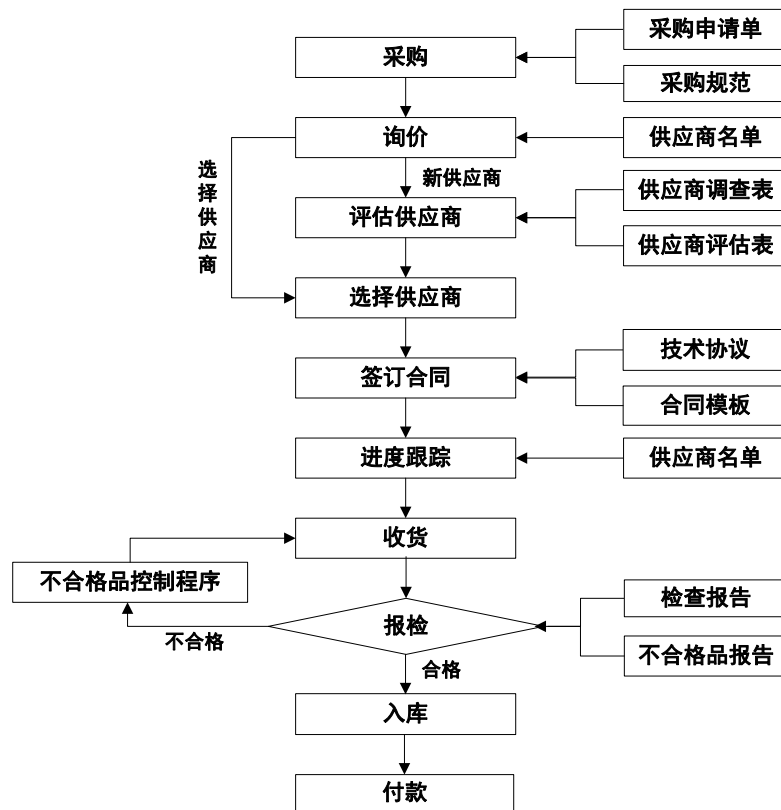 采购申请单
采购
采购规范
询价
供应商名单
选择供应商
新供应商
供应商调查表
评估供应商
供应商评估表
选择供应商
技术协议
签订合同
合同模板
进度跟踪
供应商名单
收货
不合格品控制程序
检查报告
报检
不合格
不合格品报告
合格
入库
付款